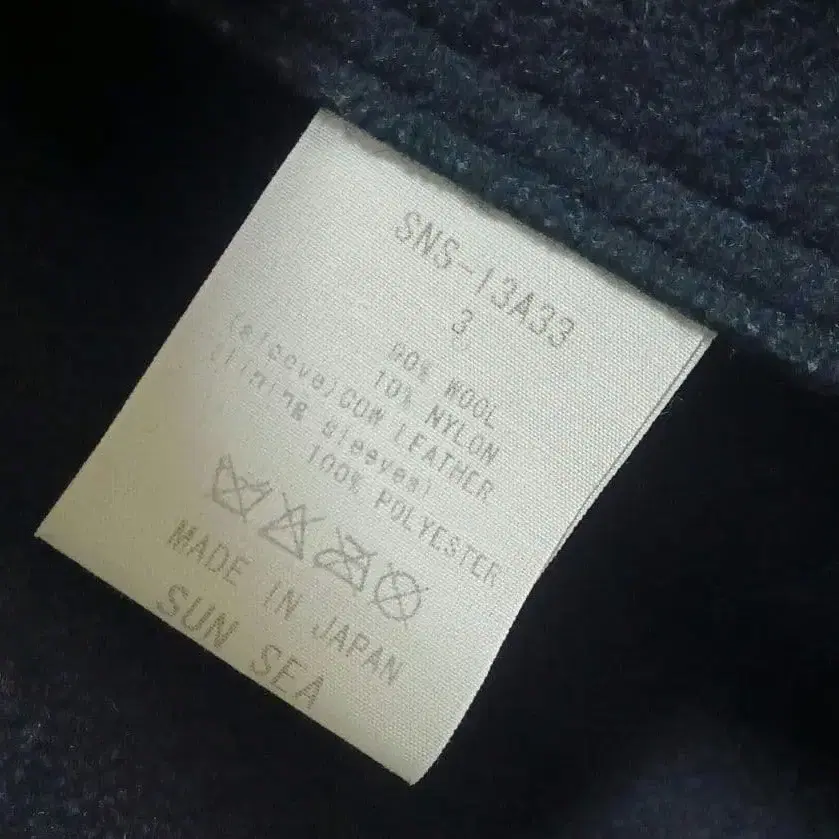 SNS-13A33
3
90% WOOL
10% NYLON
(sleeve)COW LEATHER
(lining sleeves)
100% POLYESTER
MADE IN JAPAN
SUN SEA